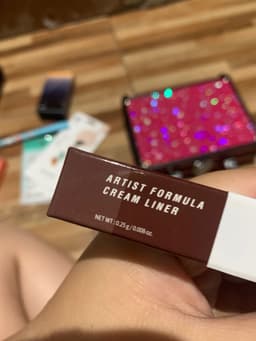 ARTIST FORMULA
CREAM LINER
NET WT: 0.25 g / 0.008 oz.